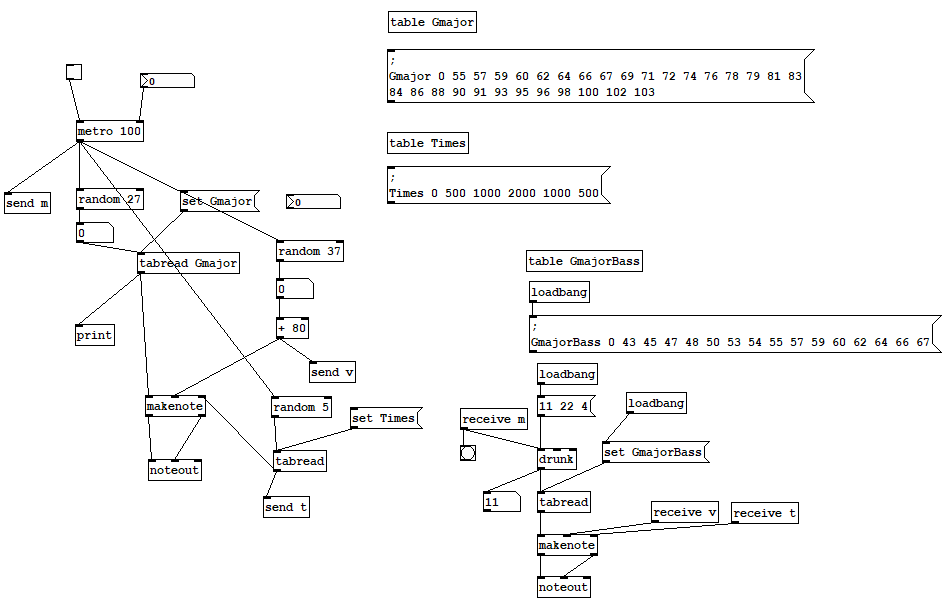 table Gmajor
;
Gmajor 0 55 57 59 60 62 64 66 67 69 71 72 74 76 78 79 81 83
84 86 88 90 91 93 95 96 98 100 102 103
0
metro 100
table Times
;
Times 0 500 1000 2000 1000 500
send m
random 27
set Gmajor
0
0
random 37
tabread Gmajor
0
+ 80
print
send v
table GmajorBass
loadbang
;
GmajorBass 0 43 45 47 48 50 53 54 55 57 59 60 62 64 66 67
makenote
random 5
set Times
noteout
tabread
send t
loadbang
11 22 4
loadbang
receive m
drunk
set GmajorBass
11
tabread
receive v
receive t
makenote
noteout